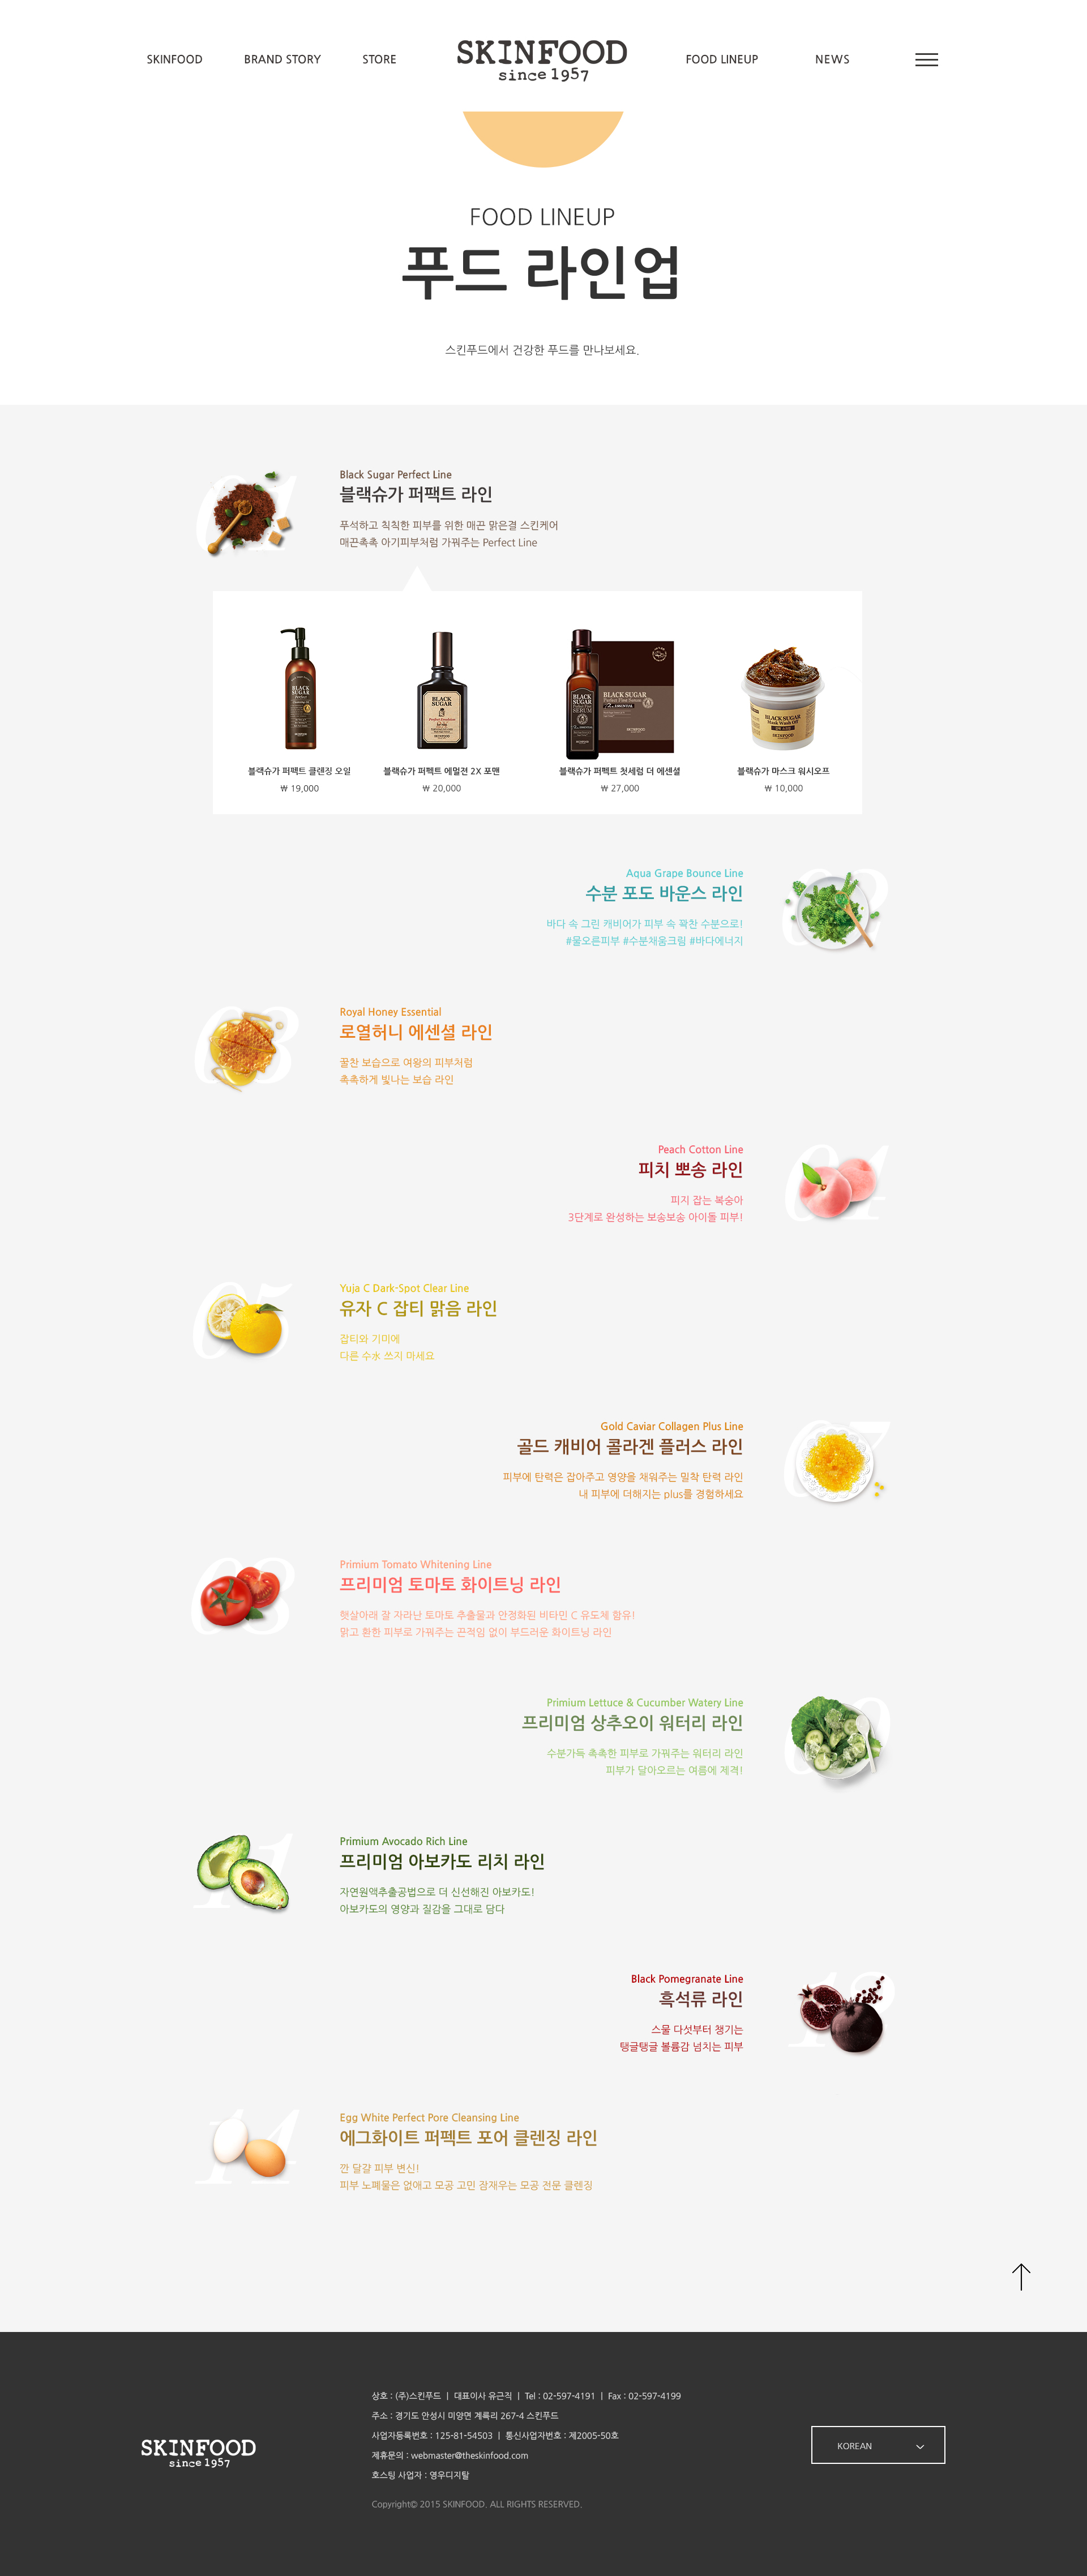 SKINFOOD
BRAND STORY
STORE
SKINFOOD
since 1957
FOOD LINEUP
NEWS
FOOD LINEUP
푸드 라인업
스킨푸드에서 건강한 푸드를 만나보세요.
01
Black Sugar Perfect Line
블랙슈가 퍼팩트 라인
푸석하고 칙칙한 피부를 위한 매끈 맑은결 스킨케어
매끈촉촉 아기피부처럼 가꿔주는 Perfect Line
BLACK
SUGAR
BLACK
SUGAR
BLACK SUGAR
Perfect First Serum
BLACK
SUGAR
SERUM
BLACK SUGAR
Mask Wash Off
SKINFOOD
블랙슈가 퍼팩트 클렌징 오일
₩ 19,000
블랙슈가 퍼펙트 에멀젼 2X 포맨
₩ 20,000
블랙슈가 퍼펙트 첫세럼 더 에센셜
₩ 27,000
블랙슈가 마스크 워시오프
₩ 10,000
Aqua Grape Bounce Line
수분 포도 바운스 라인
바다 속 그린 캐비어가 피부 속 꽉찬 수분으로!
#물오른피부 #수분채움크림 #바다에너지
02
03
Royal Honey Essential
로열허니 에센셜 라인
꿀찬 보습으로 여왕의 피부처럼
촉촉하게 빛나는 보습 라인
Peach Cotton Line
피치 뽀송 라인
피지 잡는 복숭아
3단계로 완성하는 보송보송 아이돌 피부!
04
05
Yuja C Dark-Spot Clear Line
유자 C 잡티 맑음 라인
잡티와 기미에
다른 수水 쓰지 마세요
Gold Caviar Collagen Plus Line
골드 캐비어 콜라겐 플러스 라인
피부에 탄력은 잡아주고 영양을 채워주는 밀착 탄력 라인
내 피부에 더해지는 plus를 경험하세요
07
08
Primium Tomato Whitening Line
프리미엄 토마토 화이트닝 라인
햇살아래 잘 자라난 토마토 추출물과 안정화된 비타민 C 유도체 함유!
맑고 환한 피부로 가꿔주는 끈적임 없이 부드러운 화이트닝 라인
Primium Lettuce & Cucumber Watery Line
프리미엄 상추오이 워터리 라인
수분가득 촉촉한 피부로 가꿔주는 워터리 라인
피부가 달아오르는 여름에 제격!
11
Primium Avocado Rich Line
프리미엄 아보카도 리치 라인
자연원액추출공법으로 더 신선해진 아보카도!
아보카도의 영양과 질감을 그대로 담다
Black Pomegranate Line
흑석류 라인
스물 다섯부터 챙기는
탱글탱글 볼륨감 넘치는 피부
14
Egg White Perfect Pore Cleansing Line
에그화이트 퍼펙트 포어 클렌징 라인
깐 달걀 피부 변신!
피부 노폐물은 없애고 모공 고민 잠재우는 모공 전문 클렌징
SKINFOOD
since 1957
상호 : (주)스킨푸드 | 대표이사 유근직 | Tel : 02-597-4191 | Fax : 02-597-4199
주소 : 경기도 안성시 미양면 계륵리 267-4 스킨푸드
사업자등록번호 : 125-81-54503 | 통신사업자번호 : 제2005-50호
제휴문의 : webmaster@theskinfood.com
호스팅 사업자 : 영우디지탈
Copyright© 2015 SKINFOOD. ALL RIGHTS RESERVED.
KOREAN